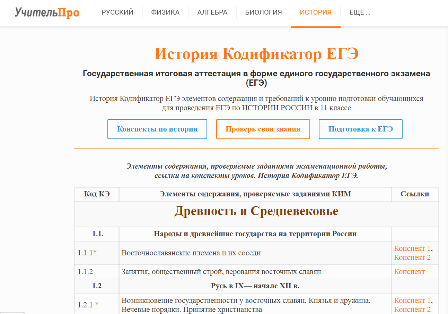 УчительПро
РУССКИЙ ФИЗИКА АЛГЕБРА БИОЛОГИЯ ИСТОРИЯ ЕЩЕ ...
История Кодификатор ЕГЭ
Государственная итоговая аттестация в форме единого государственного экзамена
(ЕГЭ)
История Кодификатор ЕГЭ элементов содержания и требований к уровню подготовки обучающихся
для проведения ЕГЭ по ИСТОРИИ РОССИИ в 11 классе
Конспекты по истории Проверь свои знания Подготовка к ЕГЭ
Элементы содержания, проверяемые заданиями экзаменационной работы,
ссылки на конспекты уроков. История Кодификатор ЕГЭ.
Код КЭ Элементы содержания, проверяемые заданиями КИМ Ссылки
Древность и Средневековье
1.1. Народы и древнейшие государства на территории России
1.1.1* Восточнославянские племена и их соседи Конспект 1.
Конспект 2
1.1.2 Занятия, общественный строй, верования восточных славян Конспект
1.2 Русь в IX— начале XII в.
1.2.1* Возникновение государственности у восточных славян. Князья и дружина.
Вечевые порядки. Принятие христианства Конспект 1.
Конспект 2